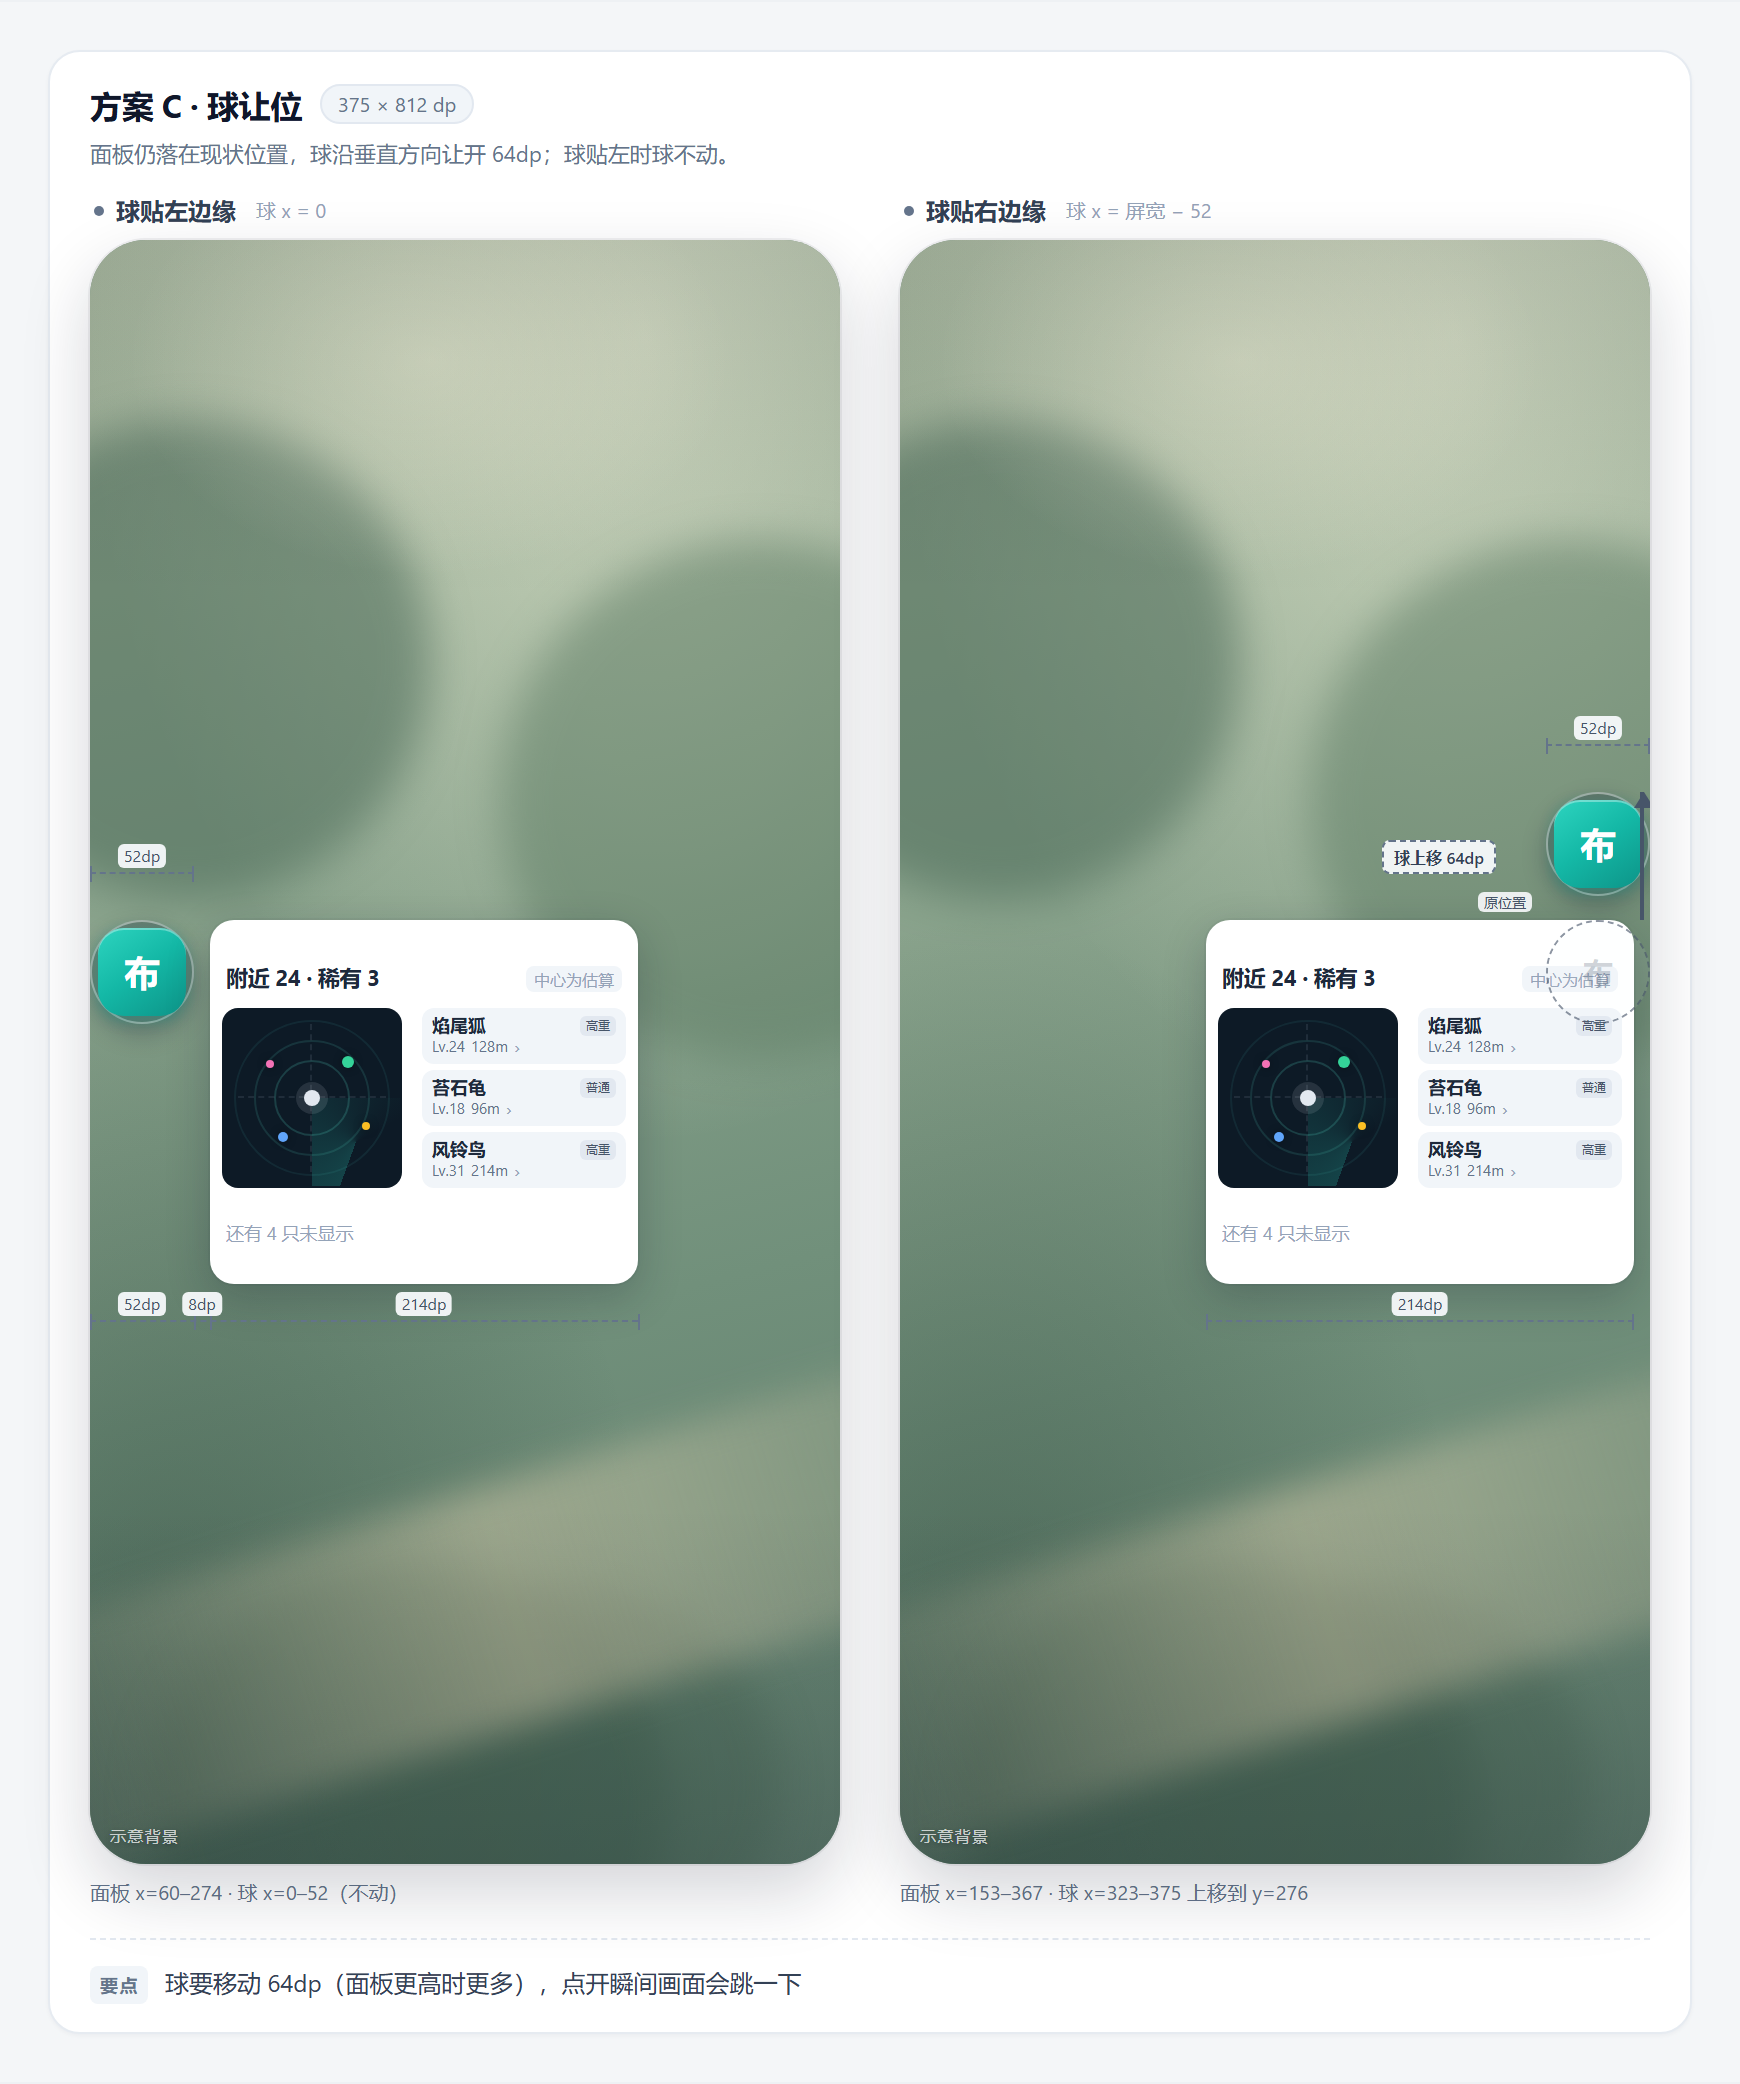 方案 C · 球让位
375 × 812 dp
面板仍落在现状位置，球沿垂直方向让开 64dp；球贴左时球不动。
球贴左边缘 球 x = 0
52dp
布
附近 24 · 稀有 3
中心为估算
焰尾狐 高重
Lv.24 128m ›
苔石龟 普通
Lv.18 96m ›
风铃鸟 高重
Lv.31 214m ›
还有 4 只未显示
52dp 8dp 214dp
示意背景
面板 x=60–274 · 球 x=0–52（不动）
球贴右边缘 球 x = 屏宽 − 52
52dp
布
球上移 64dp
原位置
布
附近 24 · 稀有 3
中心为估算
焰尾狐 高重
Lv.24 128m ›
苔石龟 普通
Lv.18 96m ›
风铃鸟 高重
Lv.31 214m ›
还有 4 只未显示
214dp
示意背景
面板 x=153–367 · 球 x=323–375 上移到 y=276
要点 球要移动 64dp（面板更高时更多），点开瞬间画面会跳一下